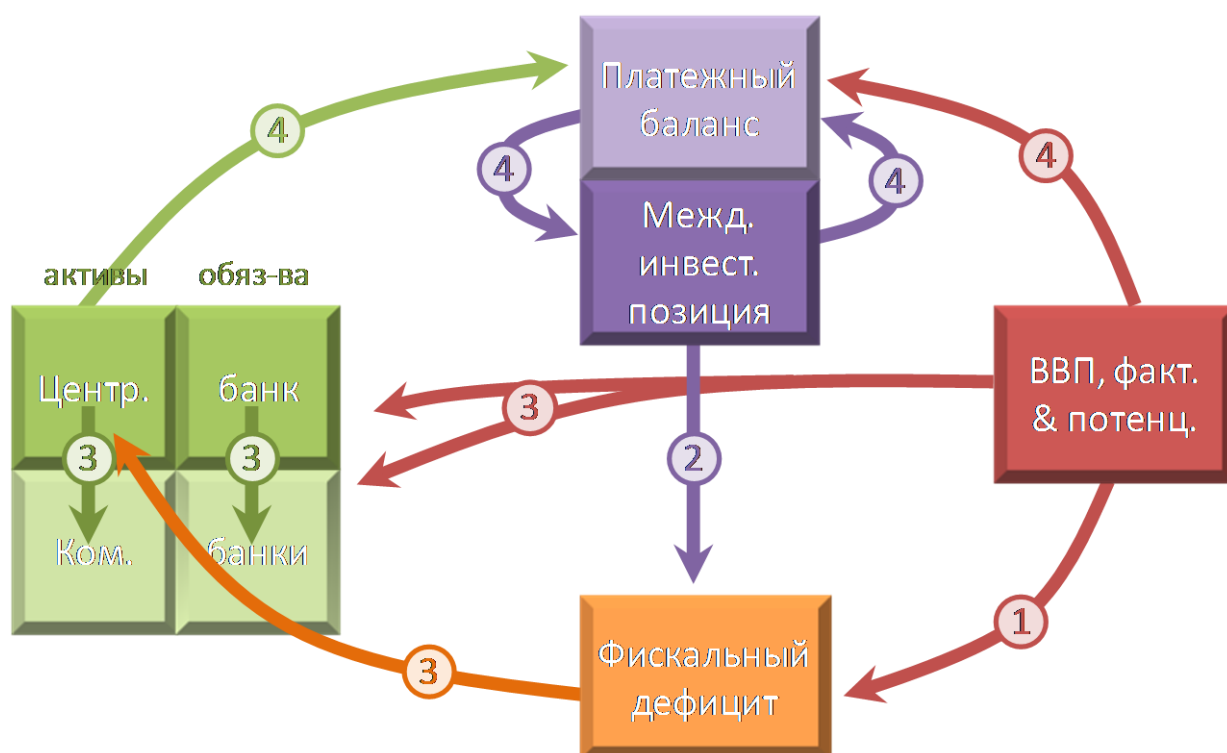 Платежный
баланс
4
4
4
4
Межд.
инвест.
позиция
активы
обяз-ва
Центр.
банк
3
3
Ком.
банки
3
ВВП, факт.
& потенц.
2
1
Фискальный
дефицит
3